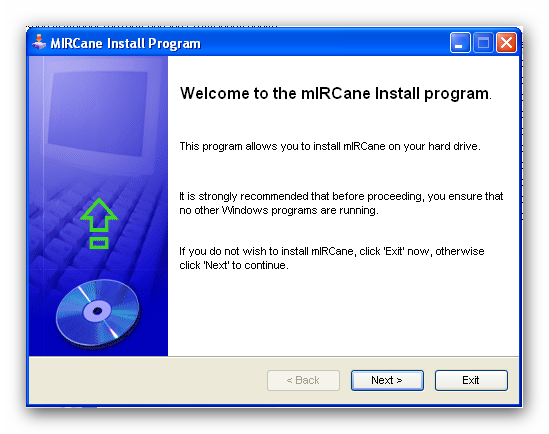 MIRCane Install Program
Welcome to the mIRCane Install program.
This program allows you to install mIRCane on your hard drive.
It is strongly recommended that before proceeding, you ensure that
no other Windows programs are running.
If you do not wish to install mIRCane, click 'Exit' now, otherwise
click 'Next' to continue.
< Back
Next >
Exit